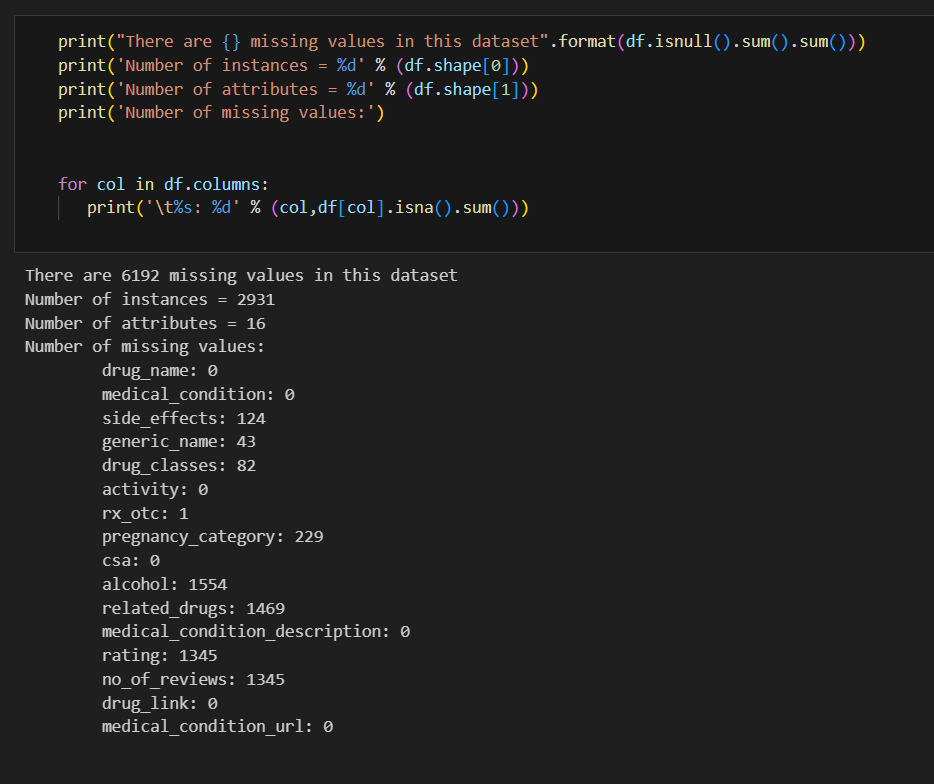 print("There are {} missing values in this dataset".format(df.isnull().sum().sum()))
print('Number of instances = %d' % (df.shape[0]))
print('Number of attributes = %d' % (df.shape[1]))
print('Number of missing values:')
for col in df.columns:
print('\t%s: %d' % (col,df[col].isna().sum()))
There are 6192 missing values in this dataset
Number of instances = 2931
Number of attributes = 16
Number of missing values:
drug_name: 0
medical_condition: 0
side_effects: 124
generic_name: 43
drug_classes: 82
activity: 0
rx_otc: 1
pregnancy_category: 229
csa: 0
alcohol: 1554
related_drugs: 1469
medical_condition_description: 0
rating: 1345
no_of_reviews: 1345
drug_link: 0
medical_condition_url: 0